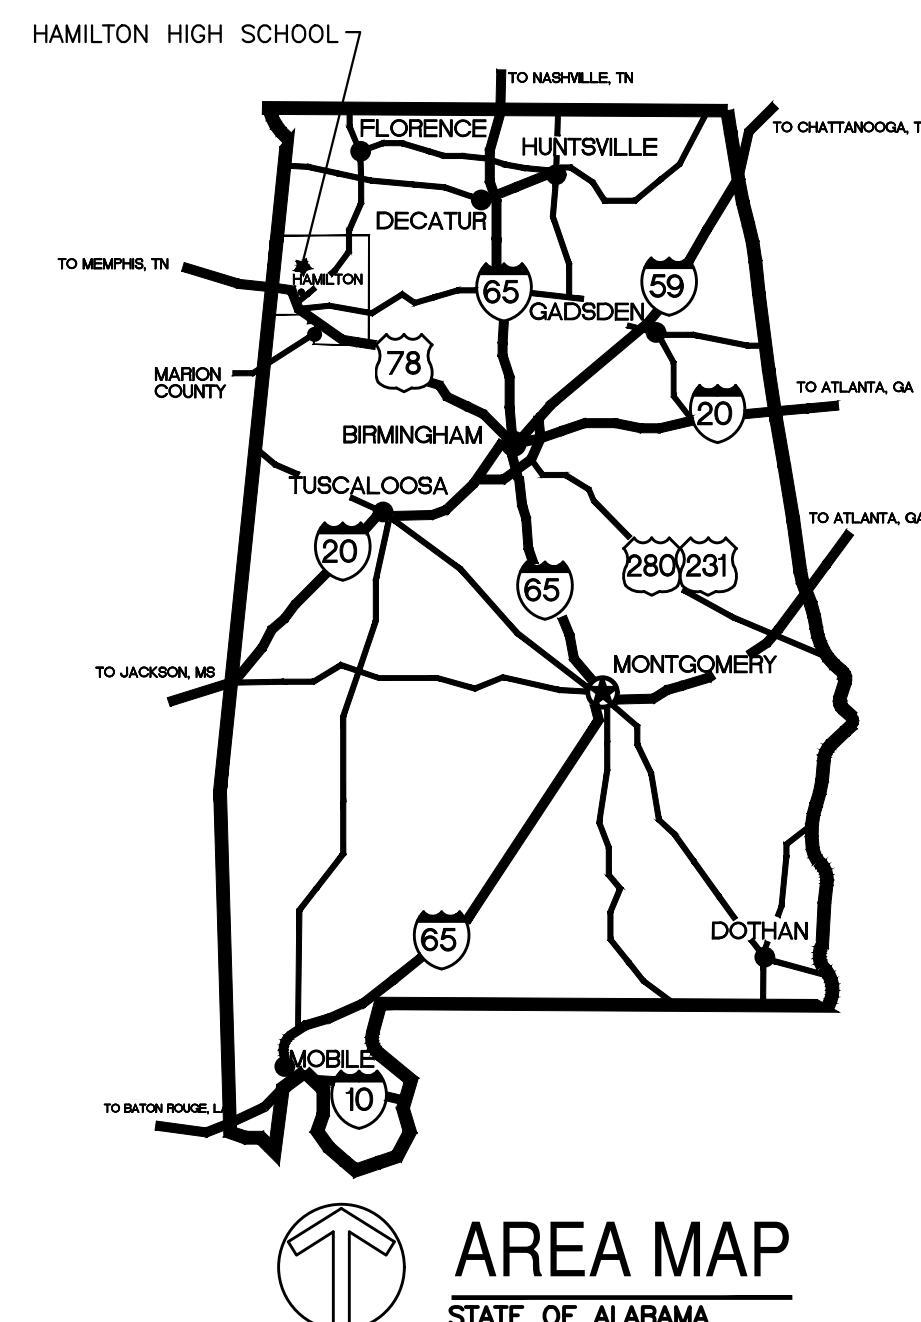 HAMILTON HIGH SCHOOL
TO NASHVILLE, TN
TO CHATTANOOGA, T
FLORENCE
HUNTSVILLE
DECATUR
TO MEMPHIS, TN
HAMILTON
65
59
GADSDEN
78
MARION
COUNTY
TO ATLANTA, GA
20
BIRMINGHAM
TUSCALOOSA
TO ATLANTA, GA
20
65
280
231
TO JACKSON, MS
MONTGOMERY
65
DOTHAN
MOBILE
10
TO BATON ROUGE, LA
AREA MAP
STATE OF ALABAMA